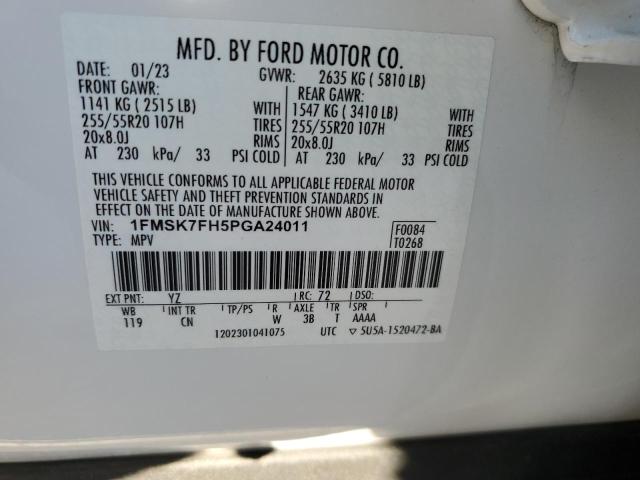 MFD. BY FORD MOTOR CO.
DATE: 01/23 GVWR: 2635 KG ( 5810 LB)
FRONT GAWR: REAR GAWR:
1141 KG ( 2515 LB) WITH 1547 KG ( 3410 LB) WITH
255/55R20 107H TIRES 255/55R20 107H TIRES
20x8.0J RIMS 20x8.0J RIMS
AT 230 kPa/ 33 PSI COLD AT 230 kPa/ 33 PSI COLD
THIS VEHICLE CONFORMS TO ALL APPLICABLE FEDERAL MOTOR
VEHICLE SAFETY AND THEFT PREVENTION STANDARDS IN
EFFECT ON THE DATE OF MANUFACTURE SHOWN ABOVE.
VIN: 1FMSK7FH5PGA24011 F0084
TYPE: MPV T0268
EXT PNT: YZ RC: 72 DSO:
WB INT TR TP/PS R AXLE TR SPR
119 CN W 3B T AAAA
1202301041075 UTC ▽ 5U5A-1520472-BA